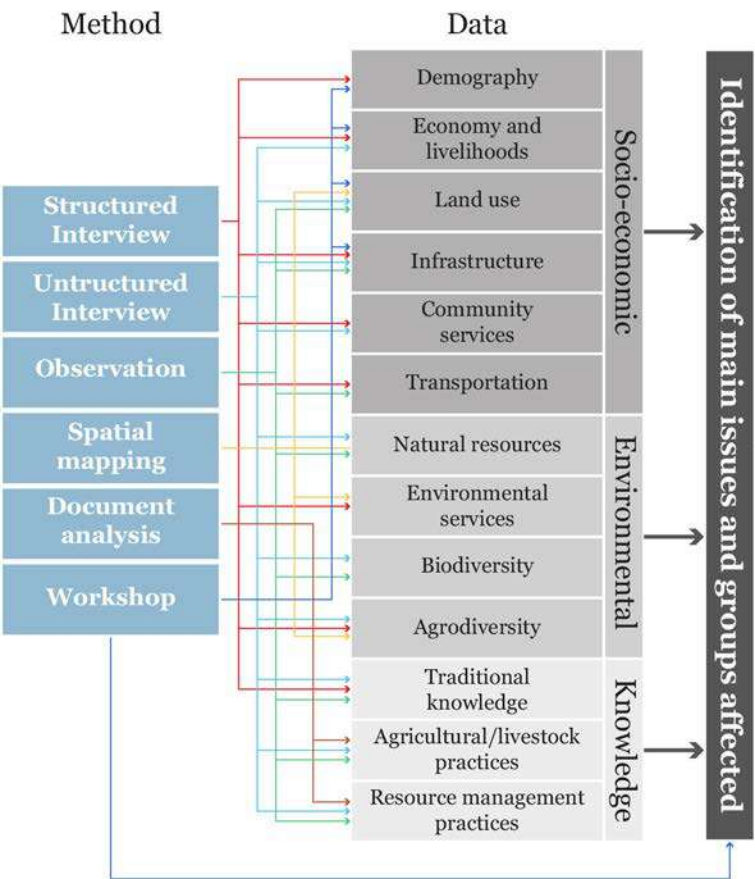 Method
Data
Structured
Interview
Untructured
Interview
Observation
Spatial
mapping
Document
analysis
Workshop
Demography
Economy and
livelihoods
Land use
Infrastructure
Community
services
Transportation
Natural resources
Environmental
services
Biodiversity
Agrodiversity
Traditional
knowledge
Agricultural/livestock
practices
Resource management
practices
Socio-economic
Environmental
Knowledge
Identification of main issues and groups affected